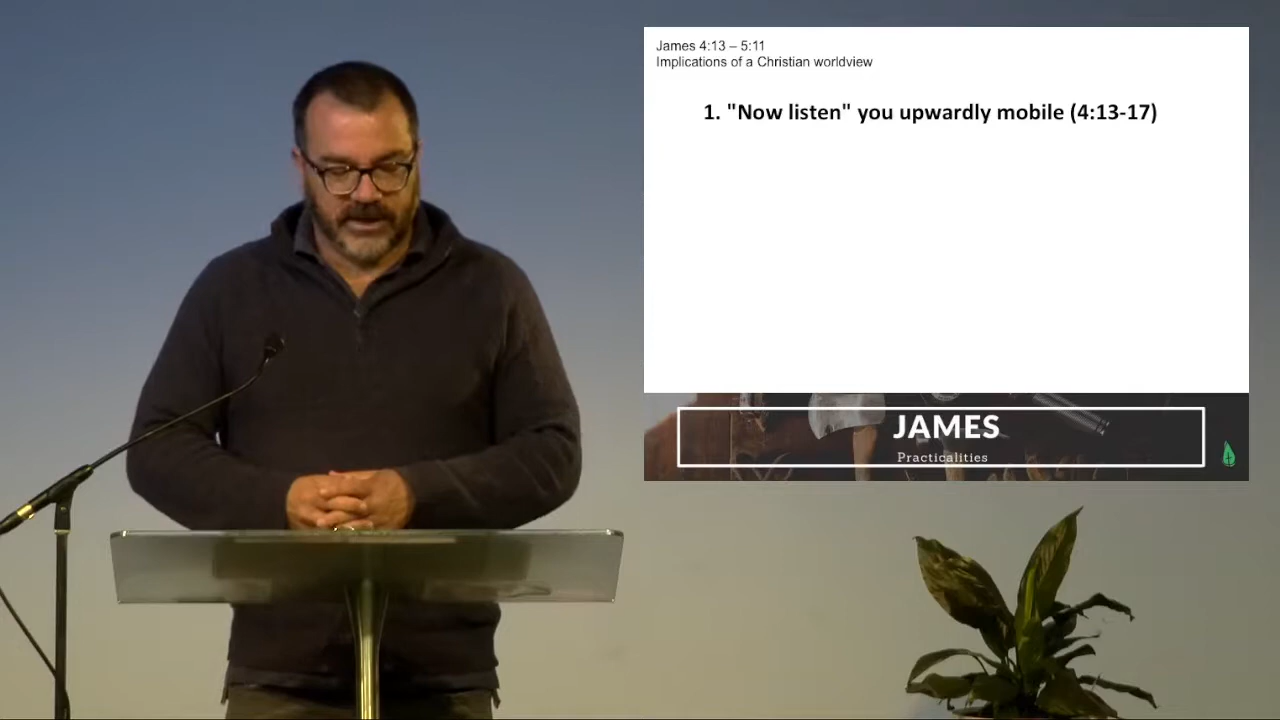 James 4:13 – 5:11
Implications of a Christian worldview
1. "Now listen" you upwardly mobile (4:13-17)
JAMES
Practicalities